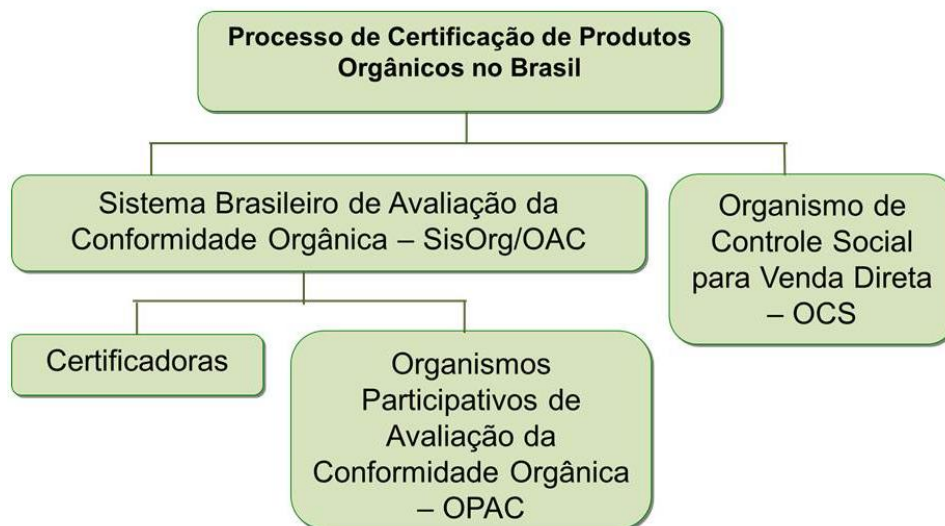 Processo de Certificação de Produtos
Orgânicos no Brasil
Sistema Brasileiro de Avaliação da
Conformidade Orgânica – SisOrg/OAC
Organismo de
Controle Social
para Venda Direta
– OCS
Certificadoras
Organismos
Participativos de
Avaliação da
Conformidade Orgânica
– OPAC